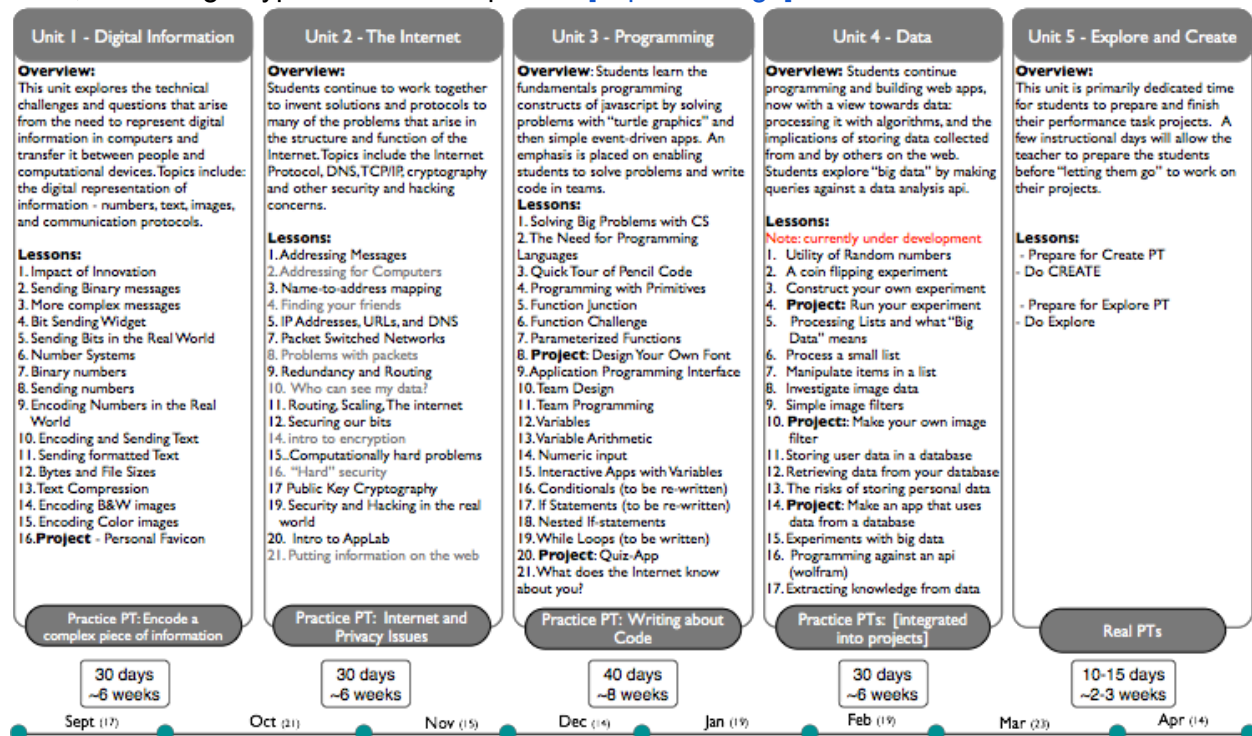 Unit 1 - Digital Information
Overview:
This unit explores the technical
challenges and questions that arise
from the need to represent digital
information in computers and
transfer it between people and
computational devices. Topics include:
the digital representation of
information - numbers, text, images,
and communication protocols.
Lessons:
1. Impact of Innovation
2. Sending Binary messages
3. More complex messages
4. Bit Sending Widget
5. Sending Bits in the Real World
6. Number Systems
7. Binary numbers
8. Sending numbers
9. Encoding Numbers in the Real
World
10. Encoding and Sending Text
11. Sending formatted Text
12. Bytes and File Sizes
13. Text Compression
14. Encoding B&W images
15. Encoding Color images
16. Project - Personal Favicon
Practice PT: Encode a
complex piece of information
30 days
~6 weeks
Unit 2 - The Internet
Overview:
Students continue to work together
to invent solutions and protocols to
many of the problems that arise in
the structure and function of the
Internet. Topics include the Internet
Protocol, DNS, TCP/IP, cryptography
and other security and hacking
concerns.
Lessons:
1. Addressing Messages
2. Addressing for Computers
3. Name-to-address mapping
4. Finding your friends
5. IP Addresses, URLs, and DNS
7. Packet Switched Networks
8. Problems with packets
9. Redundancy and Routing
10. Who can see my data?
11. Routing, Scaling, The internet
12. Securing our bits
14. intro to encryption
15.. Computationally hard problems
16. "Hard" security
17 Public Key Cryptography
19. Security and Hacking in the real
world
20. Intro to AppLab
21. Putting information on the web
Practice PT: Internet and
Privacy Issues
30 days
~6 weeks
Unit 3 - Programming
Overview: Students learn the
fundamentals programming
constructs of javascript by solving
problems with "turtle graphics" and
then simple event-driven apps. An
emphasis is placed on enabling
students to solve problems and write
code in teams.
Lessons:
1. Solving Big Problems with CS
2. The Need for Programming
Languages
3. Quick Tour of Pencil Code
4. Programming with Primitives
5. Function Junction
6. Function Challenge
7. Parameterized Functions
8. Project: Design Your Own Font
9. Application Programming Interface
10. Team Design
11. Team Programming
12. Variables
13. Variable Arithmetic
14. Numeric input
15. Interactive Apps with Variables
16. Conditionals (to be re-written)
17. If Statements (to be re-written)
18. Nested If-statements
19. While Loops (to be written)
20. Project: Quiz-App
21. What does the Internet know
about you?
Practice PT: Writing about
Code
40 days
~8 weeks
Unit 4 - Data
Overview: Students continue
programming and building web apps,
now with a view towards data:
processing it with algorithms, and the
implications of storing data collected
from and by others on the web.
Students explore "big data" by making
queries against a data analysis api.
Lessons:
Note: currently under development
1. Utility of Random numbers
2. A coin flipping experiment
3. Construct your own experiment
4. Project: Run your experiment
5. Processing Lists and what "Big
Data" means
6. Process a small list
7. Manipulate items in a list
8. Investigate image data
9. Simple image filters
10. Project:: Make your own image
filter
11. Storing user data in a database
12. Retrieving data from your database
13. The risks of storing personal data
14. Project: Make an app that uses
data from a database
15. Experiments with big data
16. Programming against an api
(wolfram)
17. Extracting knowledge from data
Practice PTs: [integrated
into projects]
30 days
~6 weeks
Unit 5 - Explore and Create
Overview:
This unit is primarily dedicated time
for students to prepare and finish
their performance task projects. A
few instructional days will allow the
teacher to prepare the students
before "letting them go" to work on
their projects.
Lessons:
- Prepare for Create PT
- Do CREATE
- Prepare for Explore PT
- Do Explore
Real PTs
10-15 days
~2-3 weeks
Sept (17) Oct (21) Nov (15) Dec (14) Jan (19) Feb (19) Mar (23) Apr (14)